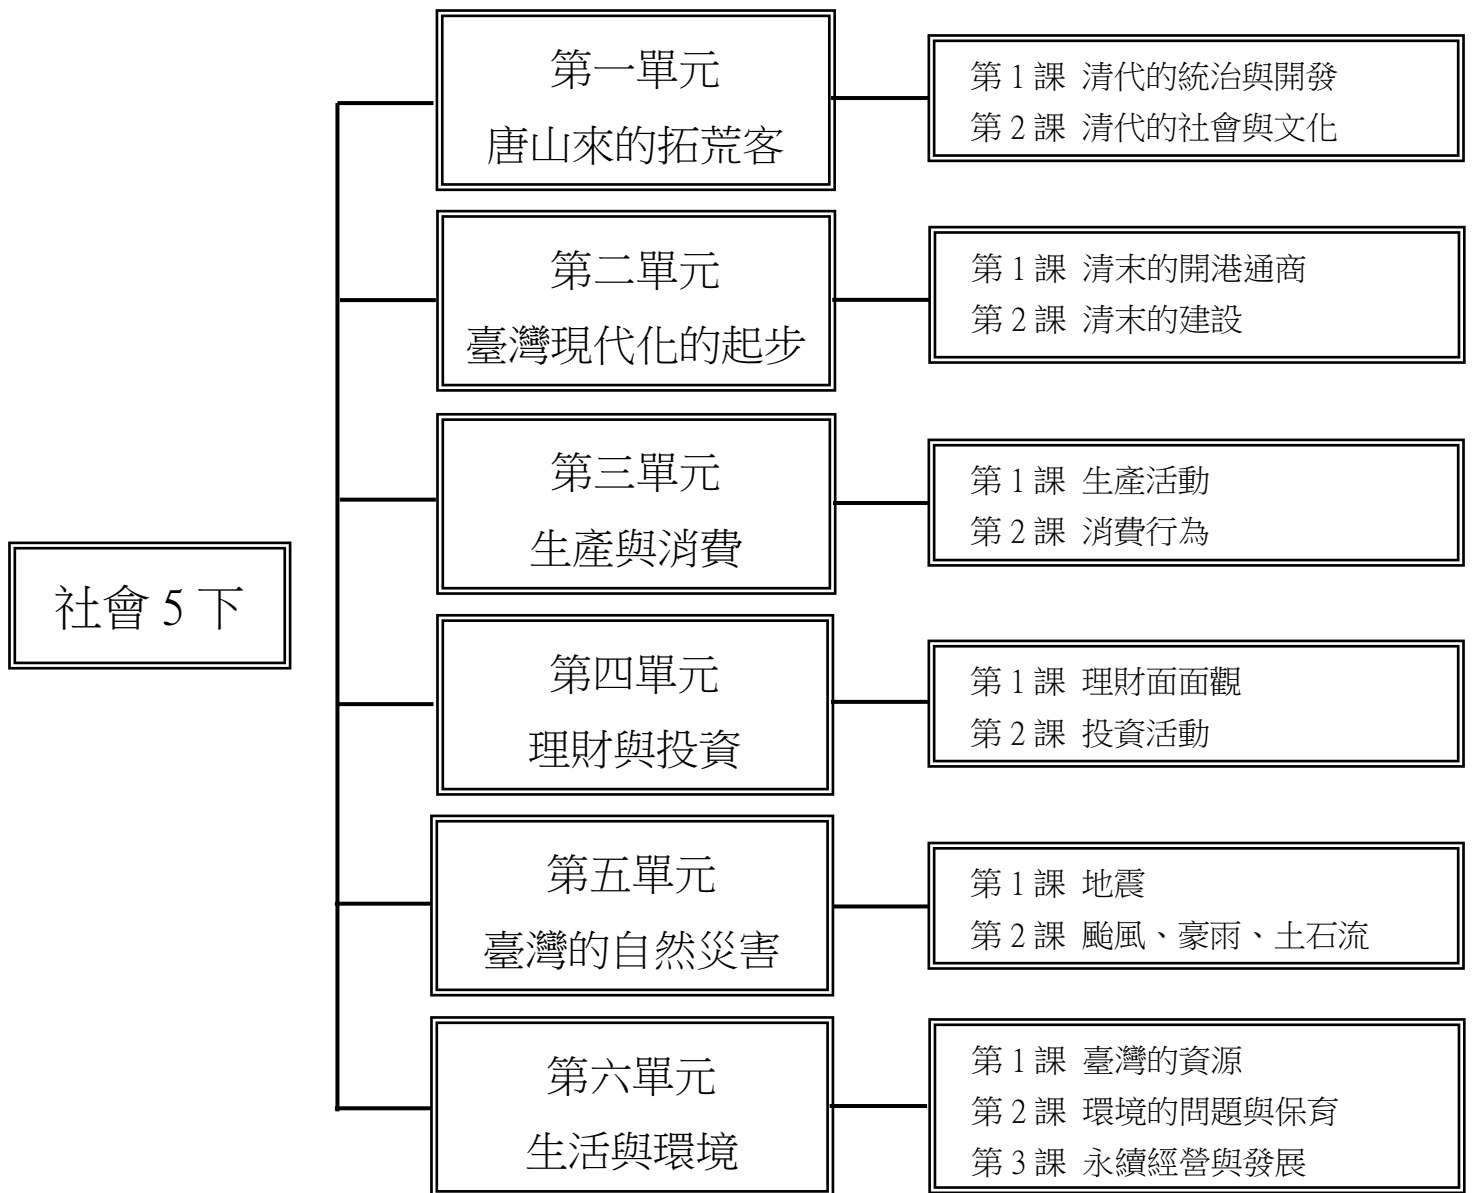 社會5下
第一單元
唐山來的拓荒客
第1課 清代的統治與開發
第2課 清代的社會與文化
第二單元
臺灣現代化的起步
第1課 清末的開港通商
第2課 清末的建設
第三單元
生產與消費
第1課 生產活動
第2課 消費行為
第四單元
理財與投資
第1課 理財面面觀
第2課 投資活動
第五單元
臺灣的自然災害
第1課 地震
第2課 颱風、豪雨、土石流
第六單元
生活與環境
第1課 臺灣的資源
第2課 環境的問題與保育
第3課 永續經營與發展